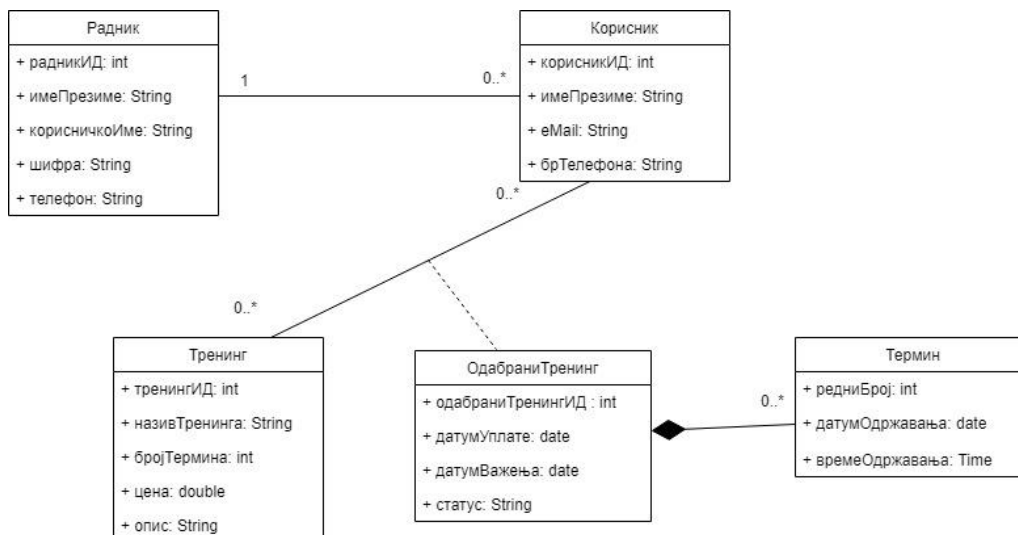 Радник
+ радникИД: int
+ имеПрезиме: String
+ корисничкоИме: String
+ шифра: String
+ телефон: String
1
0..*
Корисник
+ корисникИД: int
+ имеПрезиме: String
+ eMail: String
+ брТелефона: String
0..*
0..*
Тренинг
+ тренингИД: int
+ називТренинга: String
+ бројТермина: int
+ цена: double
+ опис: String
ОдабраниТренинг
+ одабраниТренингИД : int
+ датумУплате: date
+ датумВажења: date
+ статус: String
0..*
Термин
+ редниБрој: int
+ датумОдржавања: date
+ времеОдржавања: Time